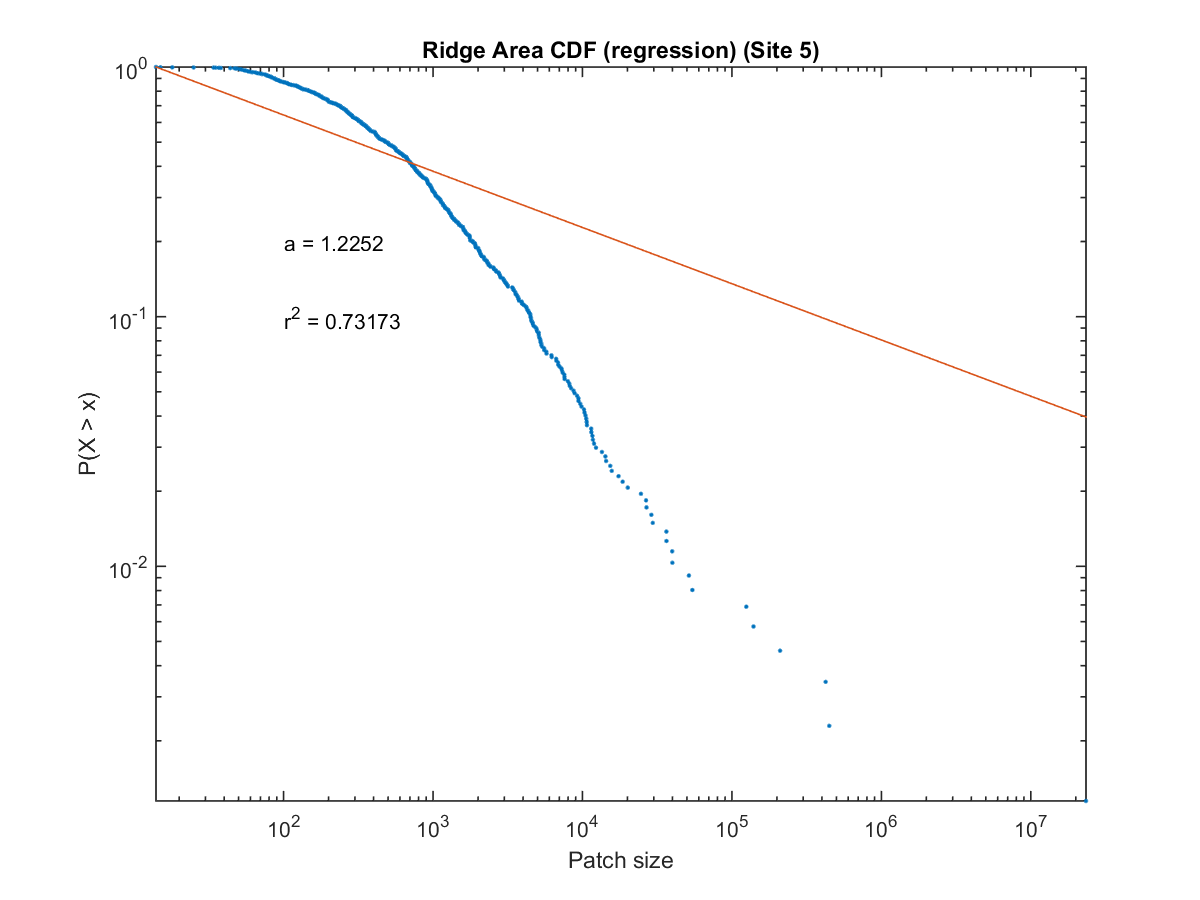 Ridge Area CDF (regression) (Site 5)
10^0
10^-1
10^-2
P(X > x)
a = 1.2252
r^2 = 0.73173
10^2 10^3 10^4 10^5 10^6 10^7
Patch size